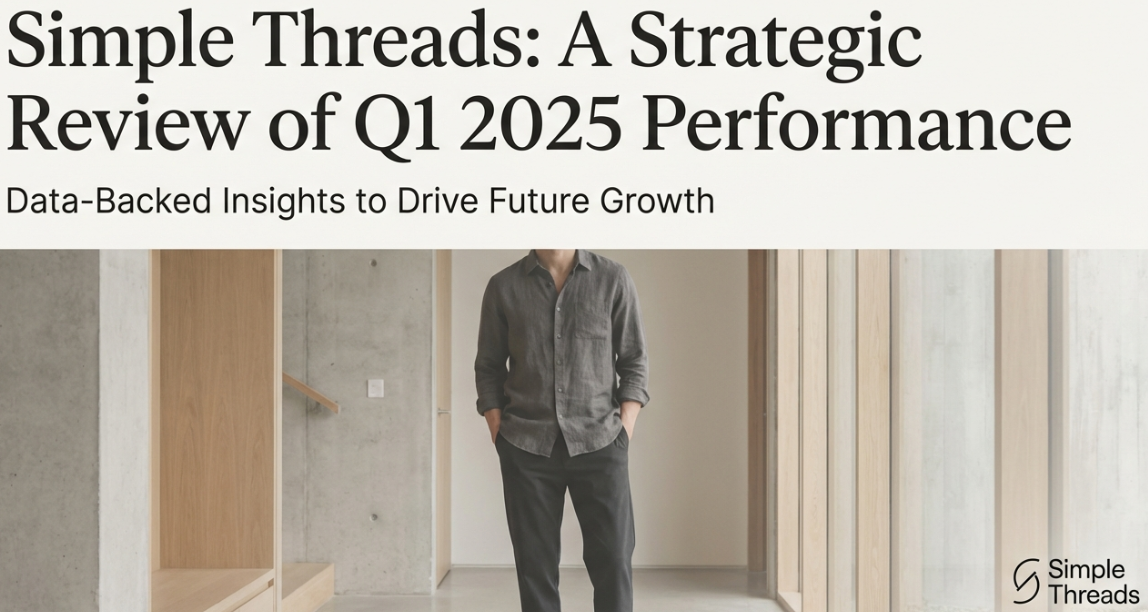 Simple Threads: A Strategic
Review of Q1 2025 Performance
Data-Backed Insights to Drive Future Growth
Simple
Threads